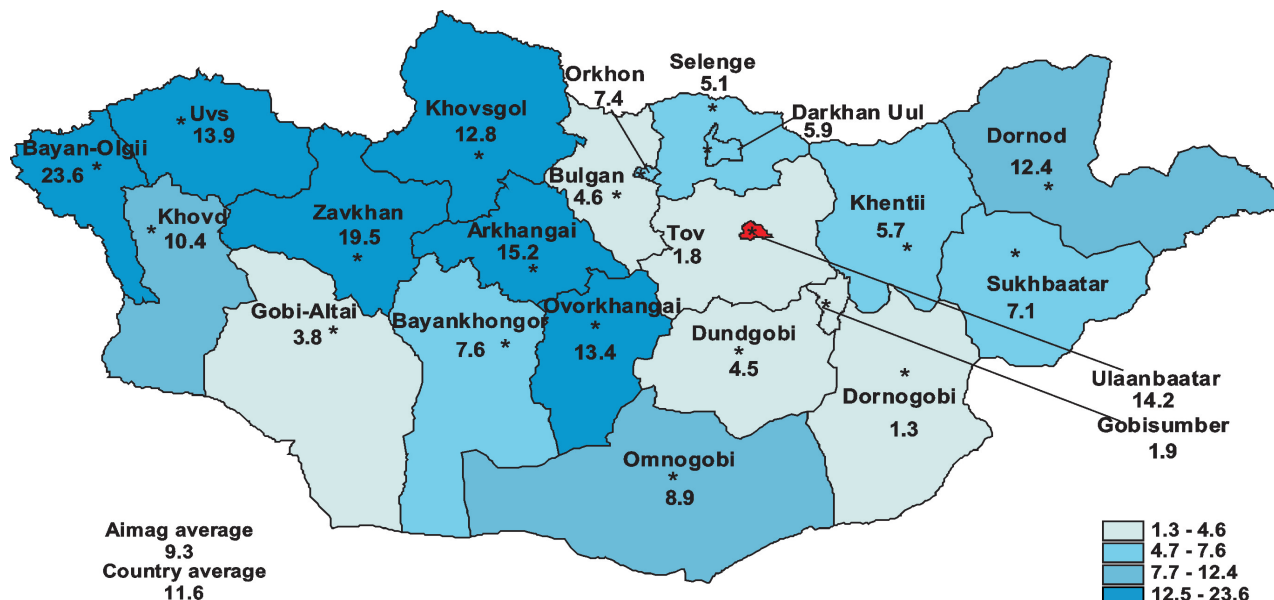 Selenge
5.1
Orkhon
7.4
Uvs
13.9
Khovsgol
12.8
Darkhan Uul
5.9
Dornod
12.4
Bayan-Olgii
23.6
Bulgan
4.6
Khovd
10.4
Zavkhan
19.5
Arkhangai
15.2
Tov
1.8
Khentii
5.7
Sukhbaatar
7.1
Gobi-Altai
3.8
Bayankhongor
7.6
Ovorkhangai
13.4
Dundgobi
4.5
Dornogobi
1.3
Ulaanbaatar
14.2
Gobisumber
1.9
Omnogobi
8.9
Aimag average
9.3
Country average
11.6
1.3 - 4.6
4.7 - 7.6
7.7 - 12.4
12.5 - 23.6